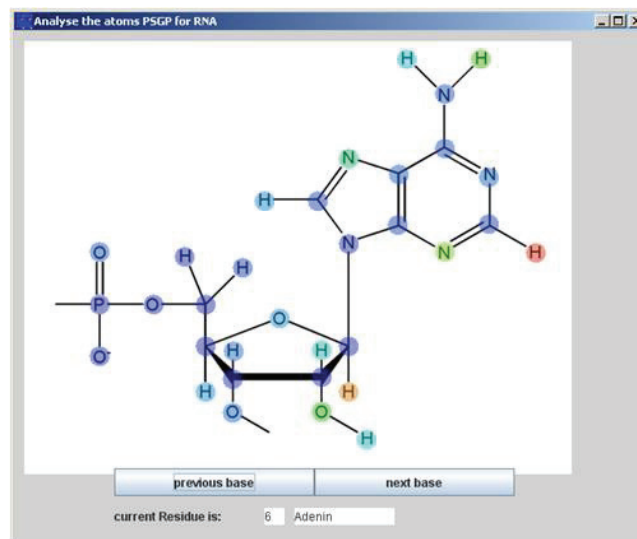 Analyse the atoms PSGP for RNA
H H
N
N
N
H
N N H
O H H
P O O
O-
H H
H H
O O
H
previous base next base
current Residue is: 6 Adenin